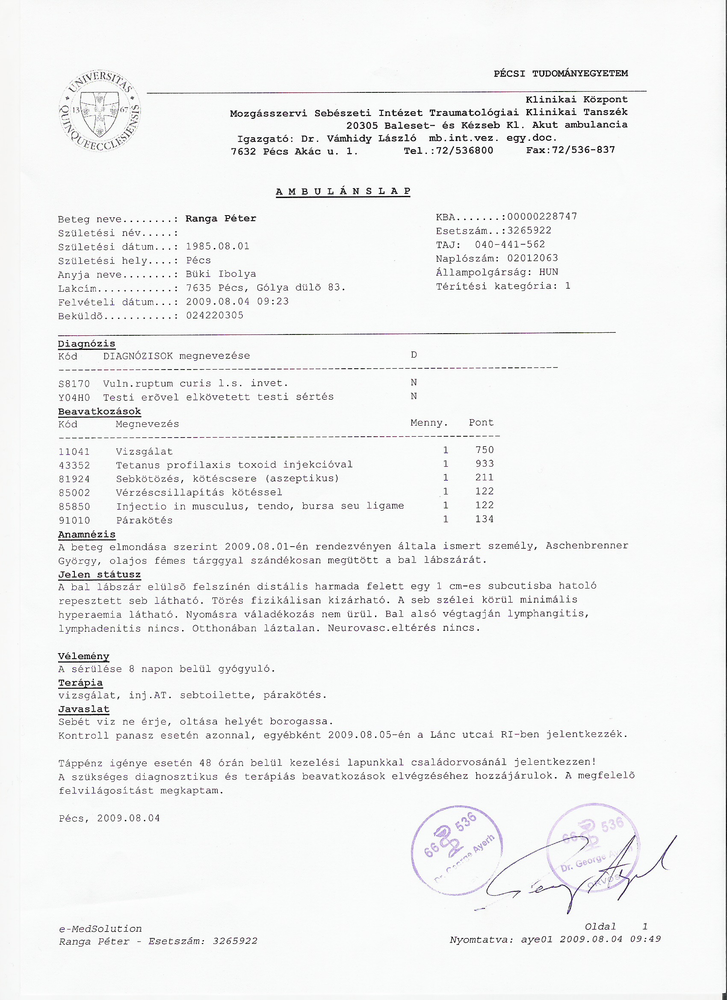 UNIVERSITAS
QUINQUEECCLESIENSIS
13 67
PÉCSI TUDOMÁNYEGYETEM
Klinikai Központ
Mozgásszervi Sebészeti Intézet Traumatológiai Klinikai Tanszék
20305 Baleset- és Kézseb Kl. Akut ambulancia
Igazgató: Dr. Vámhidy László mb.int.vez. egy.doc.
7632 Pécs Akác u. 1. Tel.:72/536800 Fax:72/536-837
A M B U L Á N S L A P
Beteg neve........: Ranga Péter KBA.......:00000228747
Születési név.....: Esetszám..:3265922
Születési dátum...: 1985.08.01 TAJ: 040-441-562
Születési hely....: Pécs Naplószám: 02012063
Anyja neve........: Büki Ibolya Állampolgárság: HUN
Lakcím............: 7635 Pécs, Gólya dülõ 83. Térítési kategória: 1
Felvételi dátum...: 2009.08.04 09:23
Beküldõ...........: 024220305
Diagnózis
Kód DIAGNÓZISOK megnevezése D
S8170 Vuln.ruptum curis l.s. invet. N
Y04H0 Testi erõvel elkövetett testi sértés N
Beavatkozások
Kód Megnevezés Menny. Pont
11041 Vizsgálat 1 750
43352 Tetanus profilaxis toxoid injekcióval 1 933
81924 Sebkötözés, kötéscsere (aszeptikus) 1 211
85002 Vérzéscsillapítás kötéssel 1 122
85850 Injectio in musculus, tendo, bursa seu ligame 1 122
91010 Párakötés 1 134
Anamnézis
A beteg elmondása szerint 2009.08.01-én rendezvényen általa ismert személy, Aschenbrenner
György, olajos fémes tárggyal szándékosan megütött a bal lábszárát.
Jelen státusz
A bal lábszár elülsõ felszínén distális harmada felett egy 1 cm-es subcutisba hatoló
repesztett seb látható. Törés fizikálisan kizárható. A seb szélei körül minimális
hyperaemia látható. Nyomásra váladékozás nem ürül. Bal alsó végtagján lymphangitis,
lymphadenitis nincs. Otthonában láztalan. Neurovasc.eltérés nincs.
Vélemény
A sérülése 8 napon belül gyógyuló.
Terápia
vizsgálat, inj.AT. sebtoilette, párakötés.
Javaslat
Sebét viz ne érje, oltása helyét borogassa.
Kontroll panasz esetén azonnal, egyébként 2009.08.05-én a Lánc utcai RI-ben jelentkezzék.
Táppénz igénye esetén 48 órán belül kezelési lapunkkal családorvosánál jelentkezzen!
A szükséges diagnosztikus és terápiás beavatkozások elvégzéséhez hozzájárulok. A megfelelõ
felvilágosítást megkaptam.
Pécs, 2009.08.04
66 536
Dr. George Ayerh
66 536
Dr. George Ayerh
ORVOS
e-MedSolution Oldal 1
Ranga Péter - Esetszám: 3265922 Nyomtatva: aye01 2009.08.04 09:49